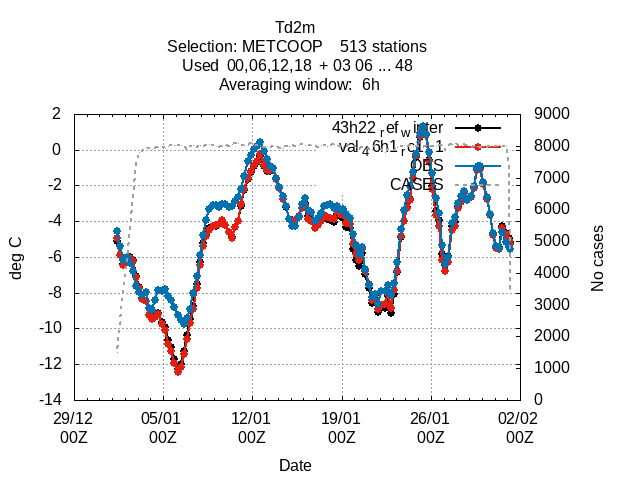 Td2m
Selection: METCOOP 513 stations
Used 00,06,12,18 + 03 06 ... 48
Averaging window: 6h
2 9000
0 8000
-2 7000
-4 6000
-6 5000
-8 4000
-10 3000
-12 2000
-14 1000
0
43h22_ref_winter
val_46h1_rc1-1
OBS
CASES
deg C
No cases
29/12 05/01 12/01 19/01 26/01 02/02
00Z 00Z 00Z 00Z 00Z 00Z
Date